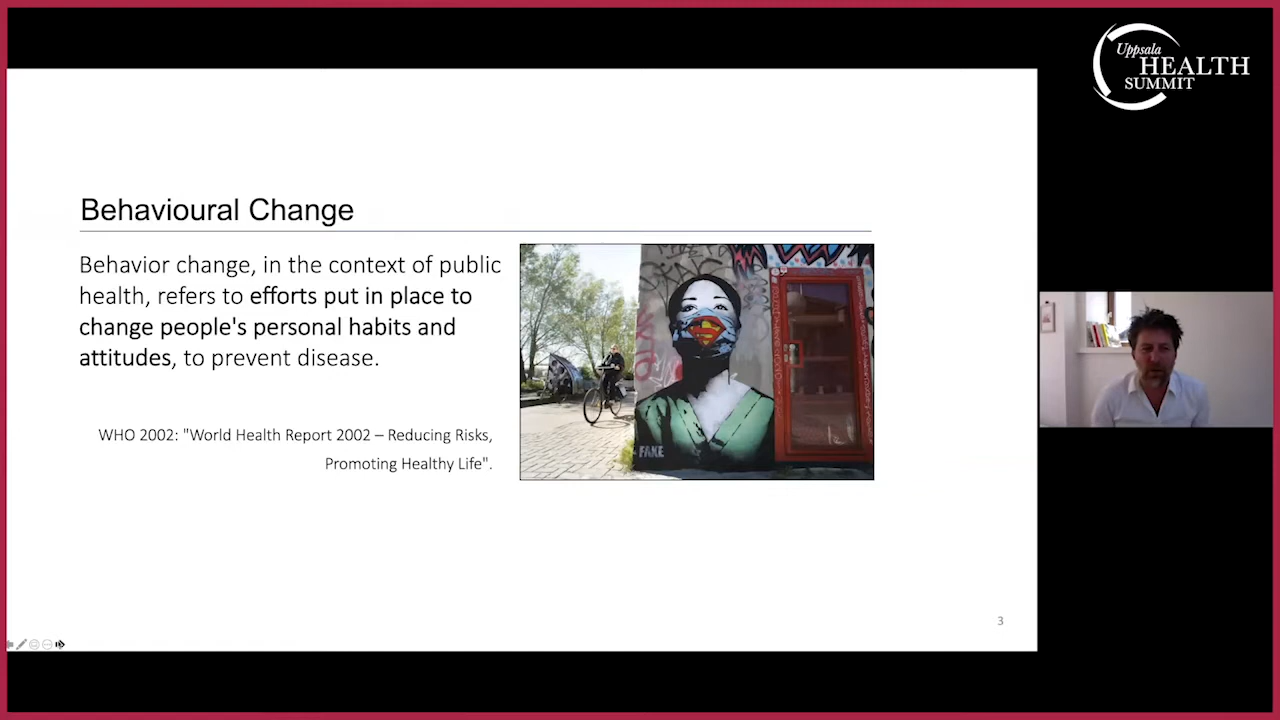 Uppsala
HEALTH
SUMMIT
Behavioural Change
Behavior change, in the context of public
health, refers to efforts put in place to
change people's personal habits and
attitudes, to prevent disease.
WHO 2002: "World Health Report 2002 – Reducing Risks,
Promoting Healthy Life".
FAKE
3